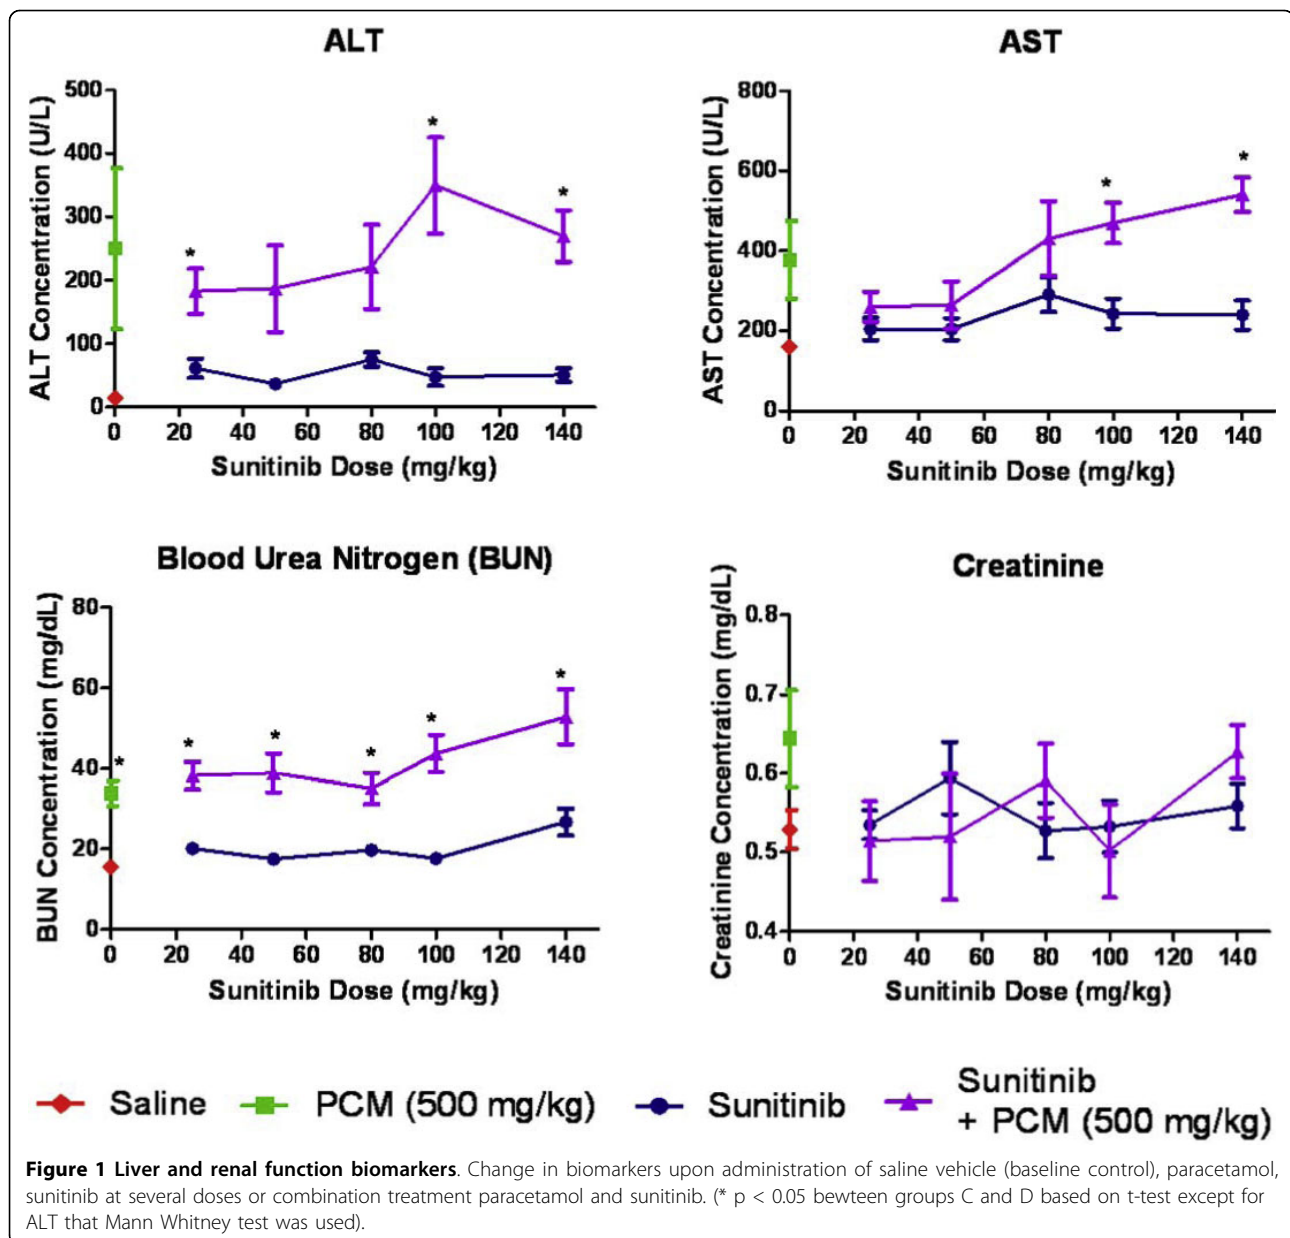 ALT
ALT Concentration (U/L)
500
400
300
200
100
0
*
*
*
0 20 40 60 80 100 120 140
Sunitinib Dose (mg/kg)
AST
AST Concentration (U/L)
800
600
400
200
0
*
*
0 20 40 60 80 100 120 140
Sunitinib Dose (mg/kg)
Blood Urea Nitrogen (BUN)
BUN Concentration (mg/dL)
80
60
40
20
0
*
*
*
*
*
*
0 20 40 60 80 100 120 140
Sunitinib Dose (mg/kg)
Creatinine
Creatinine Concentration (mg/dL)
0.8
0.7
0.6
0.5
0.4
0 20 40 60 80 100 120 140
Sunitinib Dose (mg/kg)
Saline
PCM (500 mg/kg)
Sunitinib
Sunitinib
+ PCM (500 mg/kg)
Figure 1 Liver and renal function biomarkers. Change in biomarkers upon administration of saline vehicle (baseline control), paracetamol,
sunitinib at several doses or combination treatment paracetamol and sunitinib. (* p < 0.05 bewteen groups C and D based on t-test except for
ALT that Mann Whitney test was used).